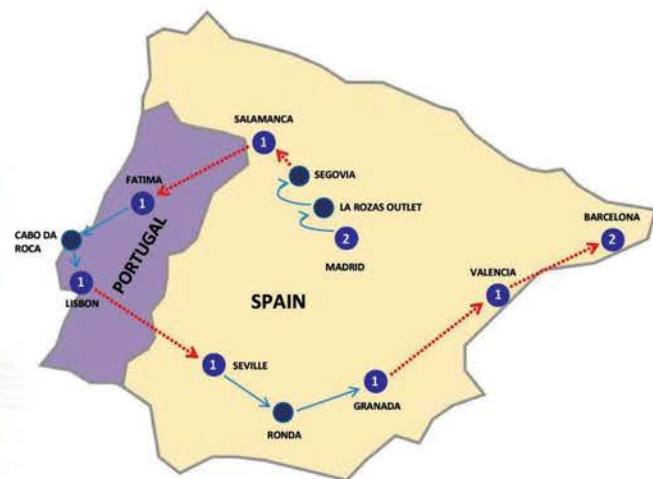 SALAMANCA
1
SEGOVIA
FATIMA
1
LA ROZAS OUTLET
BARCELONA
2
CABO DA
ROCA
2
MADRID
PORTUGAL
VALENCIA
1
1
LISBON
SPAIN
1
SEVILLE
1
GRANADA
RONDA